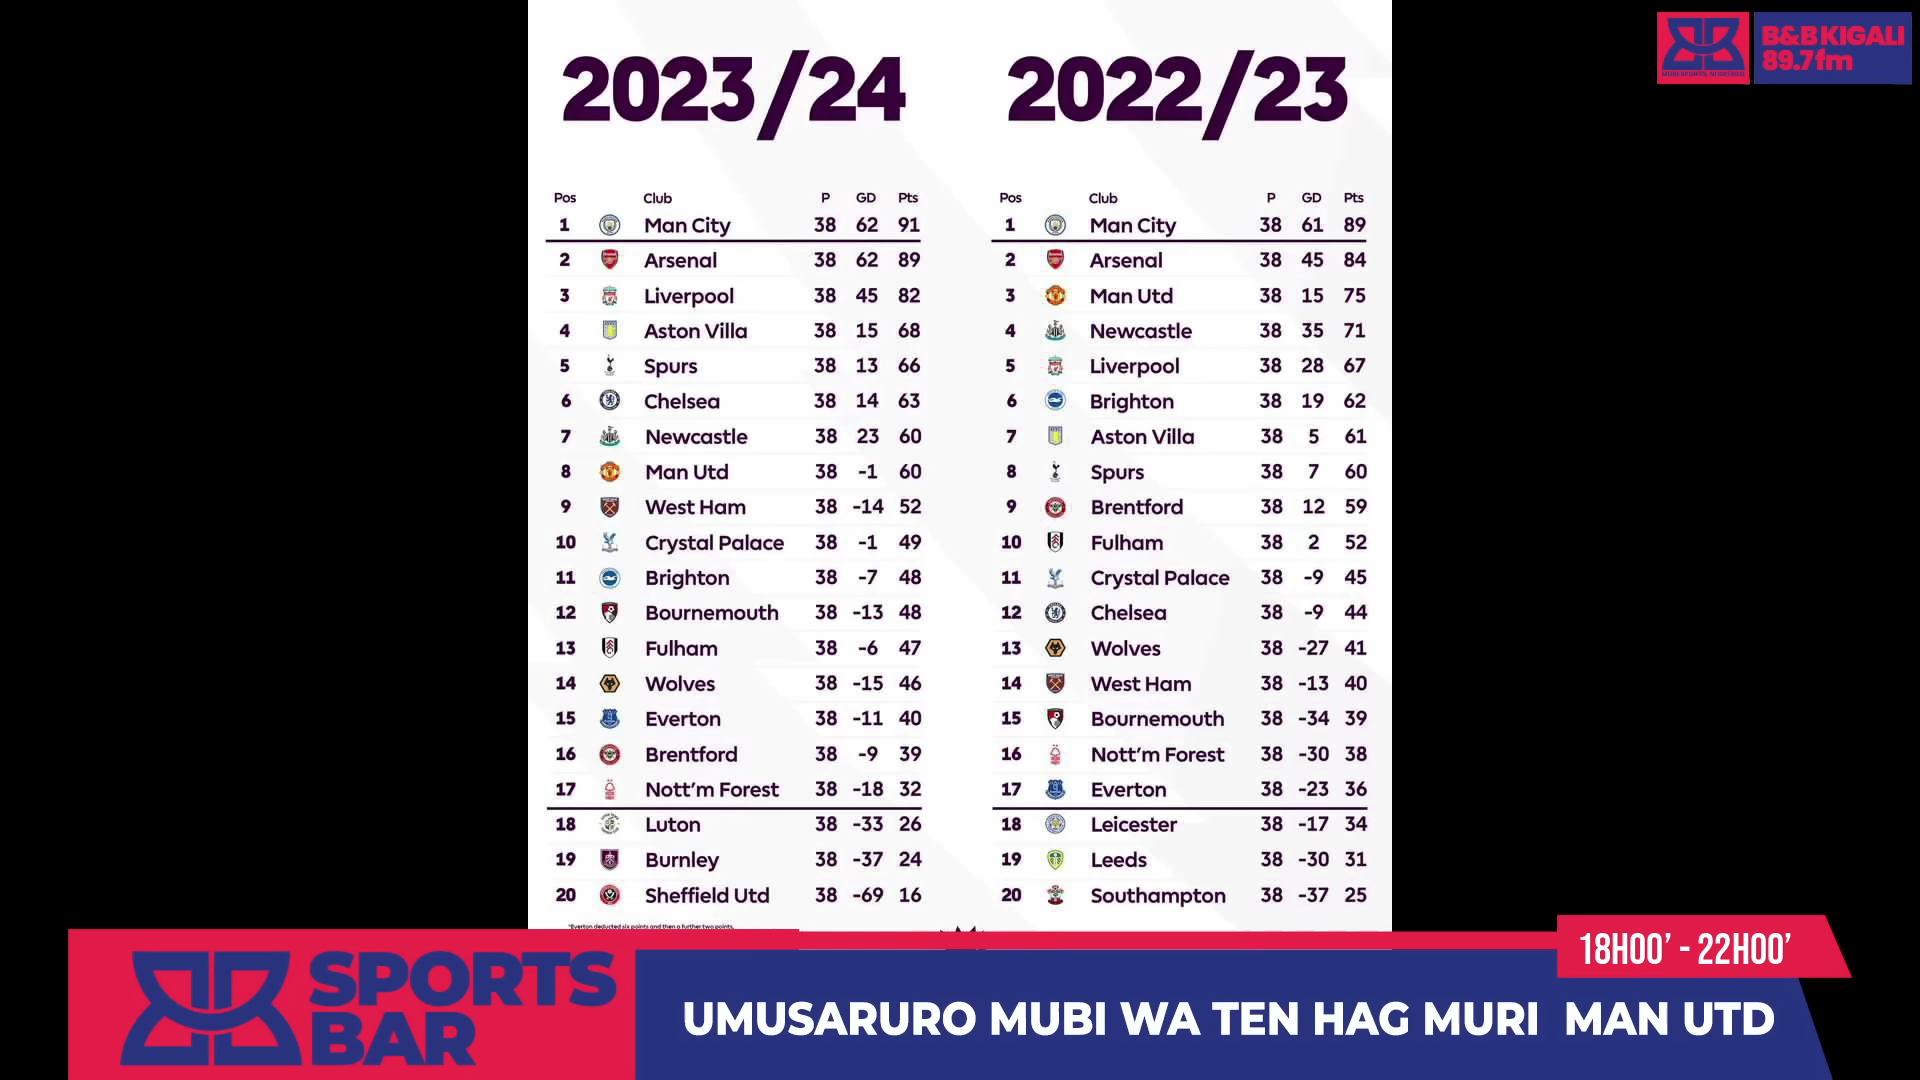 B&B KIGALI
89.7fm
2023/24
Pos Club P GD Pts
1 Man City 38 62 91
2 Arsenal 38 62 89
3 Liverpool 38 45 82
4 Aston Villa 38 15 68
5 Spurs 38 13 66
6 Chelsea 38 14 63
7 Newcastle 38 23 60
8 Man Utd 38 -1 60
9 West Ham 38 -14 52
10 Crystal Palace 38 -1 49
11 Brighton 38 -7 48
12 Bournemouth 38 -13 48
13 Fulham 38 -6 47
14 Wolves 38 -15 46
15 Everton 38 -11 40
16 Brentford 38 -9 39
17 Nott'm Forest 38 -18 32
18 Luton 38 -33 26
19 Burnley 38 -37 24
20 Sheffield Utd 38 -69 16
*Everton deducted six points and then a further two points.
2022/23
Pos Club P GD Pts
1 Man City 38 61 89
2 Arsenal 38 45 84
3 Man Utd 38 15 75
4 Newcastle 38 35 71
5 Liverpool 38 28 67
6 Brighton 38 19 62
7 Aston Villa 38 5 61
8 Spurs 38 7 60
9 Brentford 38 12 59
10 Fulham 38 2 52
11 Crystal Palace 38 -9 45
12 Chelsea 38 -9 44
13 Wolves 38 -27 41
14 West Ham 38 -13 40
15 Bournemouth 38 -34 39
16 Nott'm Forest 38 -30 38
17 Everton 38 -23 36
18 Leicester 38 -17 34
19 Leeds 38 -30 31
20 Southampton 38 -37 25
18H00' - 22H00'
SPORTS
BAR
UMUSARURO MUBI WA TEN HAG MURI MAN UTD